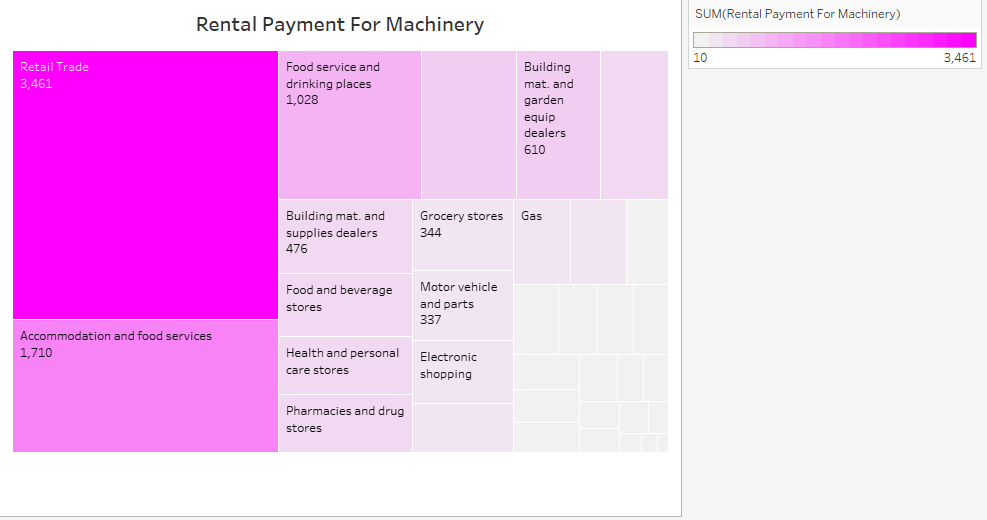 Rental Payment For Machinery
SUM(Rental Payment For Machinery)
10
3,461
Retail Trade
3,461
Accommodation and food services
1,710
Food service and
drinking places
1,028
Building
mat. and
garden
equip
dealers
610
Building mat. and
supplies dealers
476
Food and beverage
stores
Health and personal
care stores
Pharmacies and drug
stores
Grocery stores
344
Motor vehicle
and parts
337
Electronic
shopping
Gas